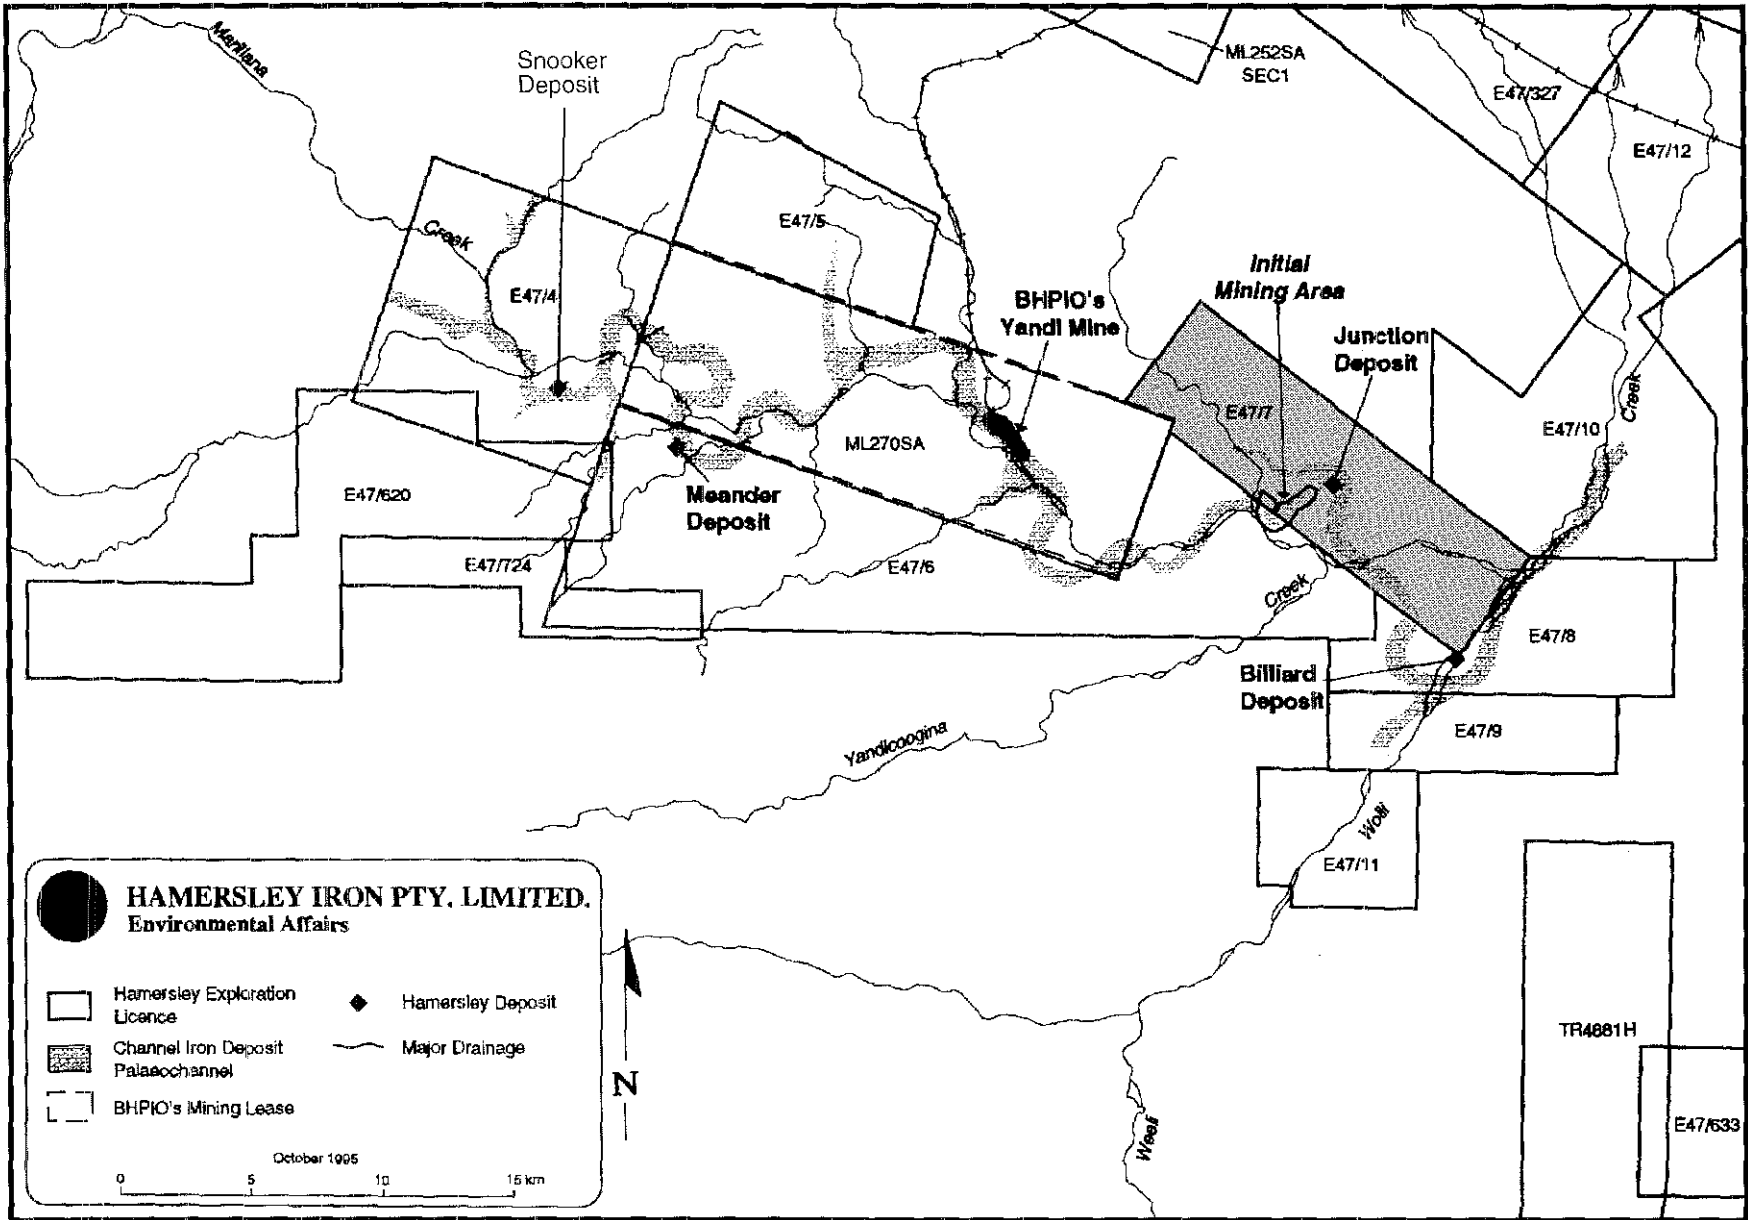 Marillana
Snooker
Deposit
ML252SA
SEC1
E47/327
E47/12
Creek
E47/5
E47/4
Initial
Mining Area
BHPIO's
Yandi Mine
Junction
Deposit
E47/7
Creek
E47/10
ML270SA
E47/620
Meander
Deposit
E47/724
E47/6
Creek
E47/8
Billiard
Deposit
E47/9
Yandicoogina
Wolli
E47/11
HAMERSLEY IRON PTY. LIMITED.
Environmental Affairs
Hamersley Exploration
Licence
Hamersley Deposit
Channel Iron Deposit
Palaeochannel
Major Drainage
BHPIO's Mining Lease
October 1995
0 5 10 15 km
N
Weeli
TR4881H
E47/633